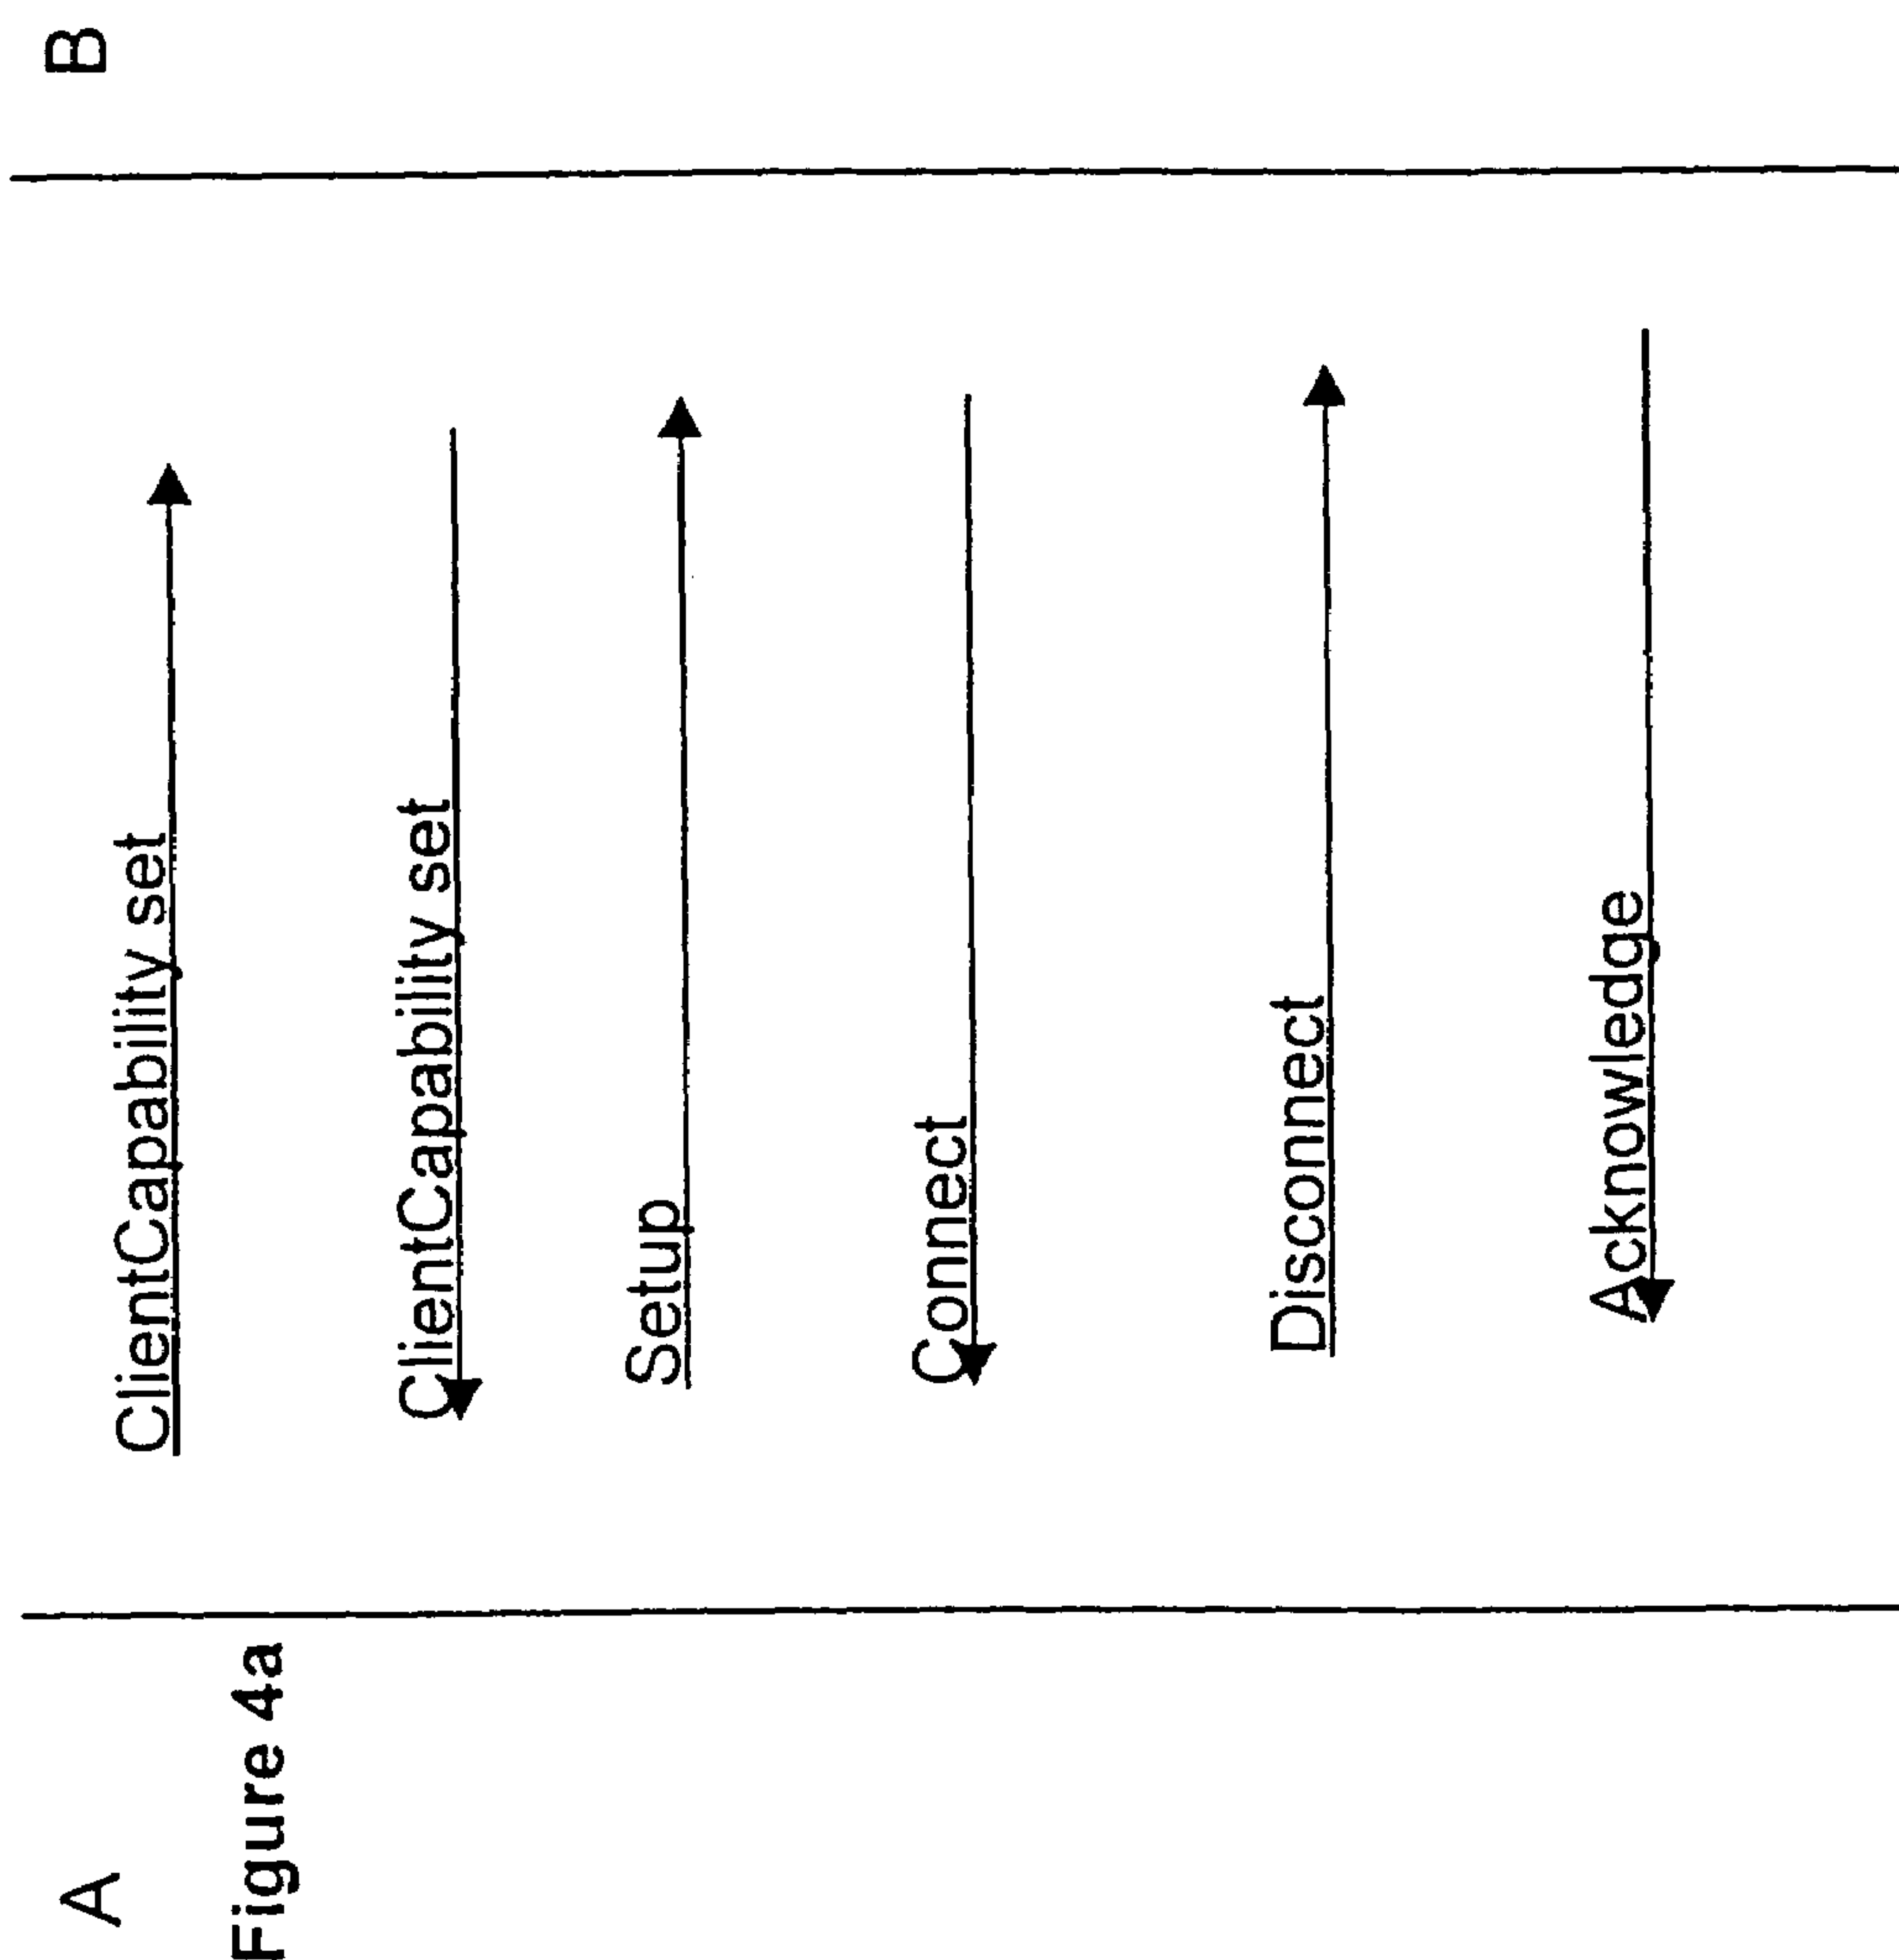 A
B
Figure 4a
ClientCapability set
ClientCapability set
Setup
Connect
Disconnect
Acknowledge